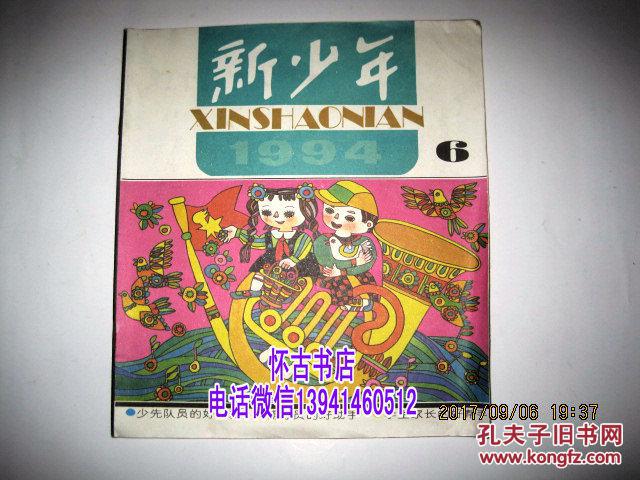 新少年
XINSHAONIAN
1994
6
怀古书店
电话微信13941460512
●少先队员的好
2017/09/06 19:37
孔夫子旧书网
www.kongfz.com